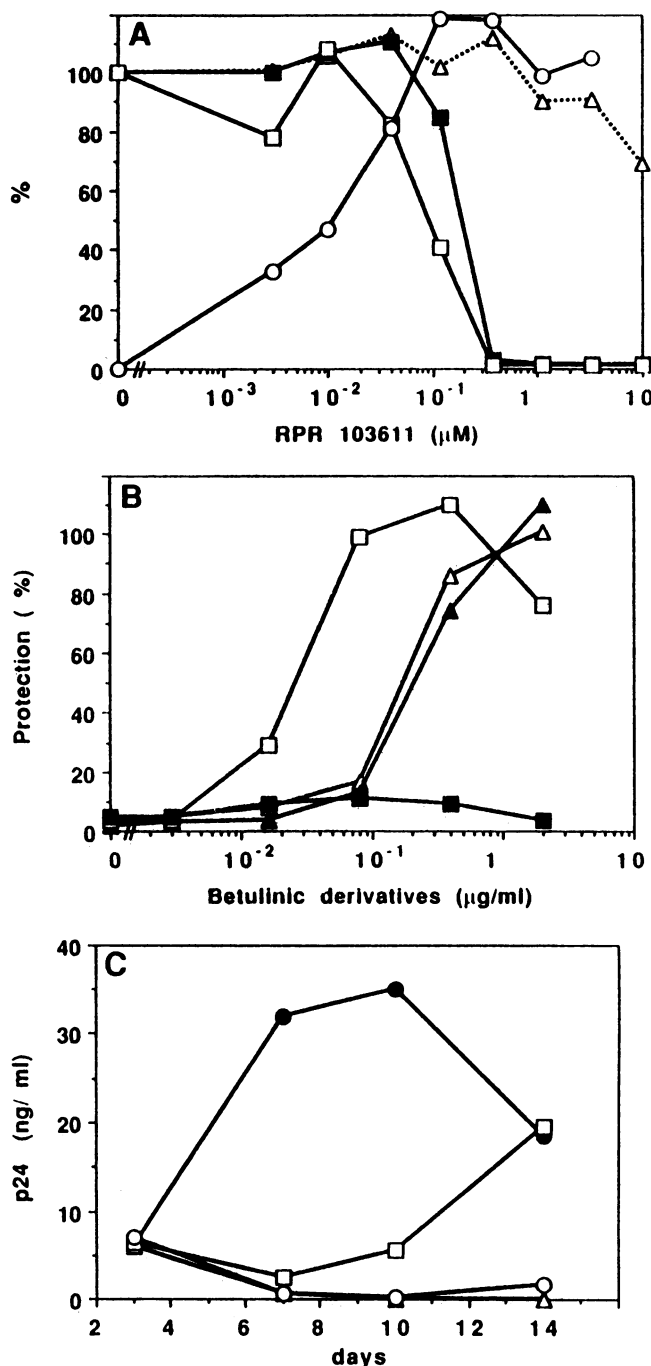 A
%
100
80
60
40
20
0
0 10-3 10-2 10-1 1 10
RPR 103611 (μM)
B
Protection ( %)
100
80
60
40
20
0
0 10-2 10-1 1 10
Betulinic derivatives (μg/ml)
C
p24 (ng/ ml)
40
30
20
10
0
2 4 6 8 10 12 14
days